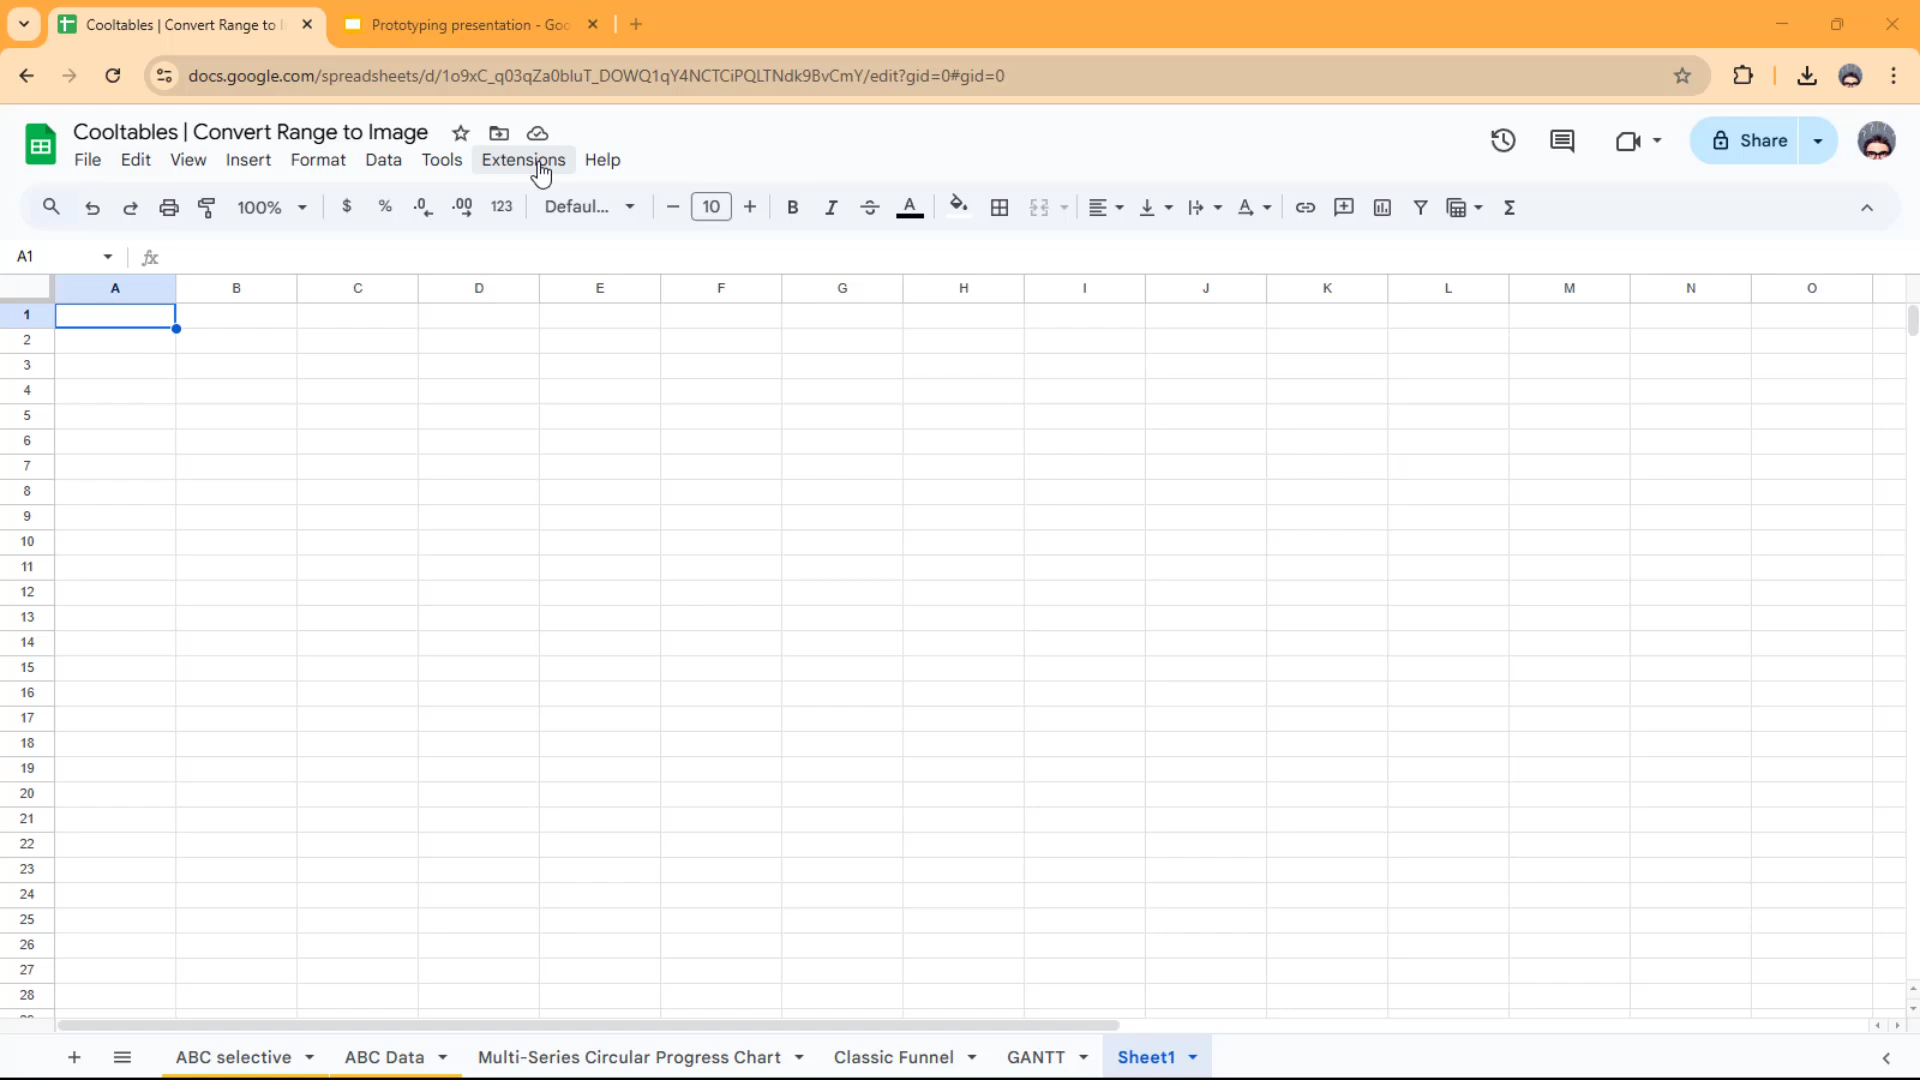 Cooltables | Convert Range to I
Prototyping presentation - Goo
docs.google.com/spreadsheets/d/1o9xC_q03qZa0bluT_DOWQ1qY4NCTCiPQLTNdk9BvCmY/edit?gid=0#gid=0
Cooltables | Convert Range to Image
File Edit View Insert Format Data Tools Extensions Help
Share
100% $ % .0 .00 123 Defaul... 10 B I A Σ
A1 fx
A B C D E F G H I J K L M N O
1
2
3
4
5
6
7
8
9
10
11
12
13
14
15
16
17
18
19
20
21
22
23
24
25
26
27
28
ABC selective ABC Data Multi-Series Circular Progress Chart Classic Funnel GANTT Sheet1